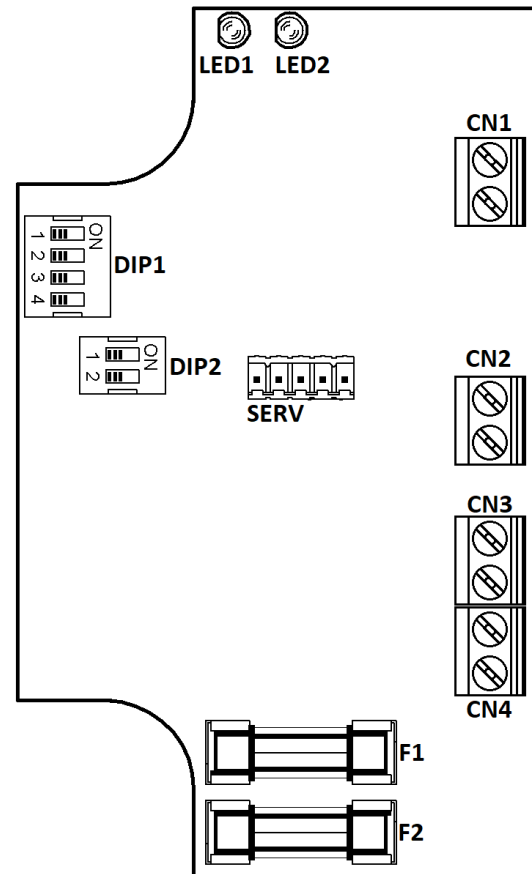 LED1 LED2
CN1
ON
1
2
3
4
DIP1
ON
1
2
DIP2
SERV
CN2
CN3
CN4
F1
F2